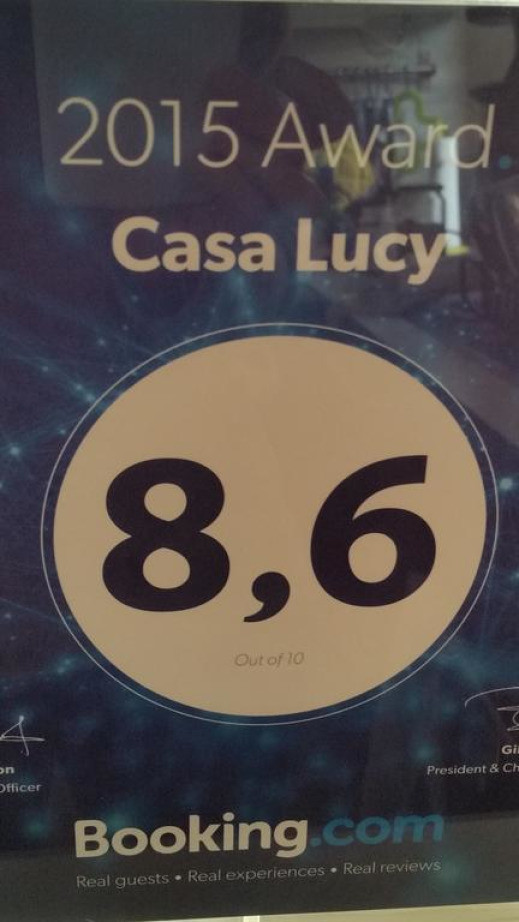 2015 Award
Casa Lucy
8,6
Out of 10
Officer
President & Ch
Booking.com
Real guests • Real experiences • Real reviews